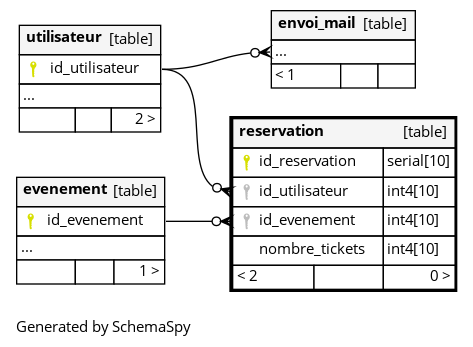 utilisateur [table]
id_utilisateur
...
2 >
envoi_mail [table]
...
< 1
reservation [table]
id_reservation serial[10]
id_utilisateur int4[10]
id_evenement int4[10]
nombre_tickets int4[10]
< 2 0 >
evenement [table]
id_evenement
...
1 >
Generated by SchemaSpy